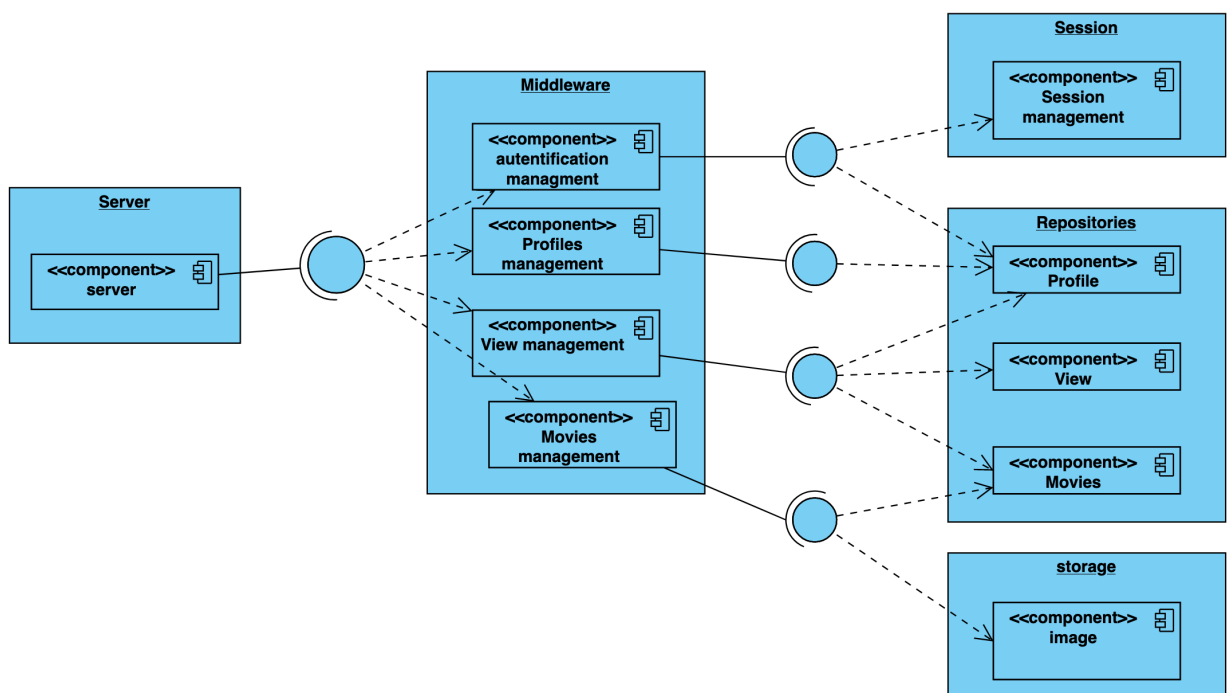 Server
<<component>>
server
Middleware
<<component>>
autentification
managment
<<component>>
Profiles
management
<<component>>
View management
<<component>>
Movies
management
Session
<<component>>
Session
management
Repositories
<<component>>
Profile
<<component>>
View
<<component>>
Movies
storage
<<component>>
image